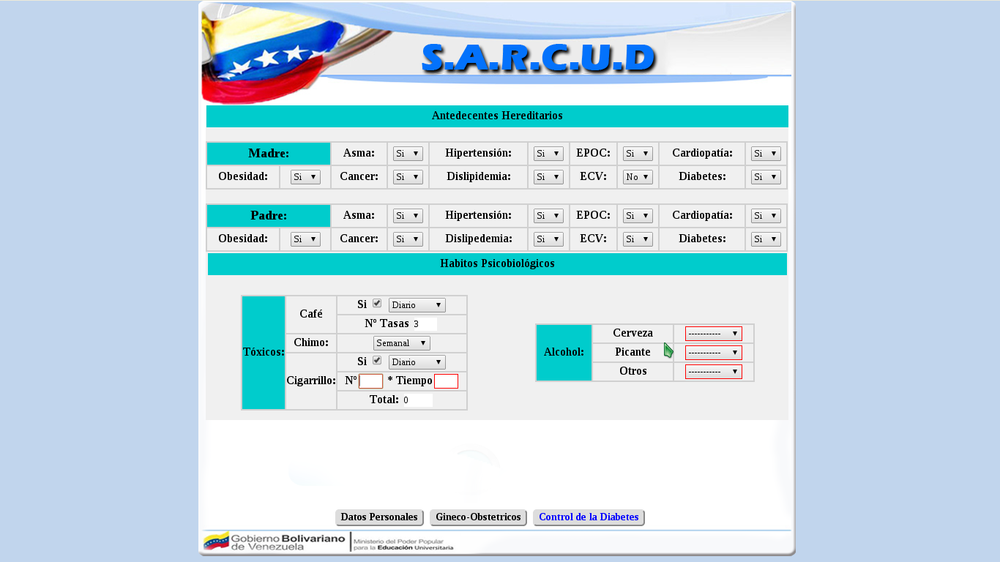 S.A.R.C.U.D
Antedecentes Hereditarios
Madre: Asma: Si Hipertensión: Si EPOC: Si Cardiopatía: Si
Obesidad: Si Cancer: Si Dislipidemia: Si ECV: No Diabetes: Si
Padre: Asma: Si Hipertensión: Si EPOC: Si Cardiopatía: Si
Obesidad: Si Cancer: Si Dislipedemia: Si ECV: Si Diabetes: Si
Habitos Psicobiológicos
Tóxicos:
Café
Si Diario
Nº Tasas 3
Chimo: Semanal
Cigarrillo:
Si Diario
Nº * Tiempo
Total: 0
Alcohol:
Cerveza -----------
Picante -----------
Otros -----------
Datos Personales Gineco-Obstetricos Control de la Diabetes
Gobierno Bolivariano
de Venezuela
Ministerio del Poder Popular
para la Educación Universitaria